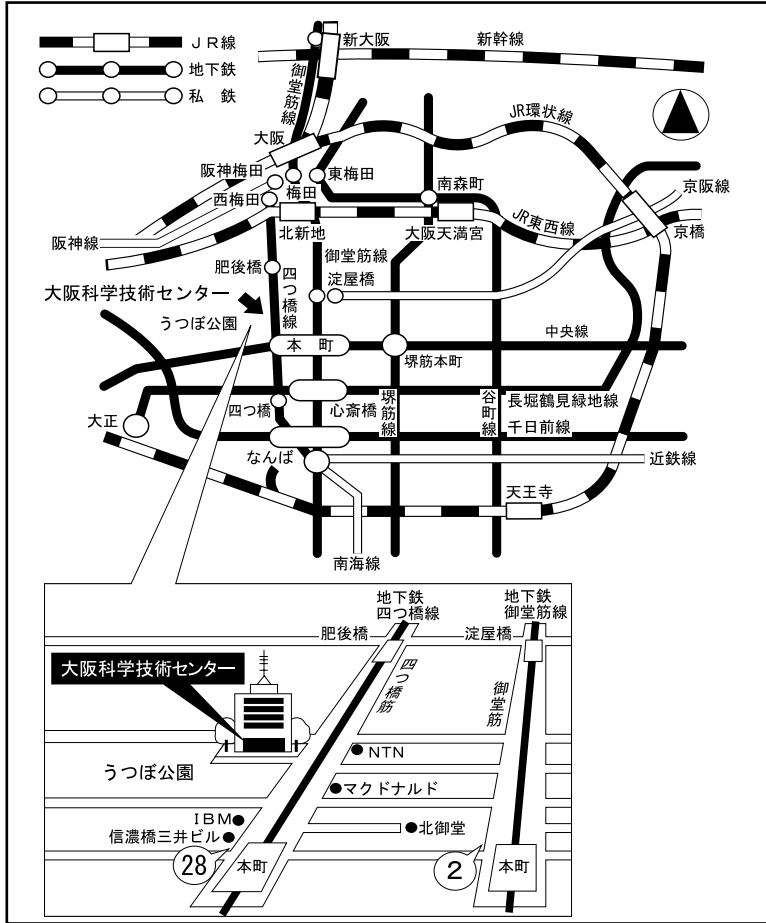 JR線
地下鉄
私 鉄
新大阪
新幹線
御堂筋線
大阪
JR環状線
阪神梅田
東梅田
梅田
西梅田
南森町
京阪線
JR東西線
京橋
阪神線
北新地
大阪天満宮
肥後橋
四つ橋線
御堂筋線
淀屋橋
大阪科学技術センター
うつぼ公園
中央線
本 町
堺筋本町
四つ橋
心斎橋
堺筋線
谷町線
長堀鶴見緑地線
千日前線
大正
なんば
近鉄線
天王寺
南海線
地下鉄
四つ橋線
地下鉄
御堂筋線
肥後橋
淀屋橋
大阪科学技術センター
四つ橋筋
御堂筋
NTN
うつぼ公園
マクドナルド
IBM
北御堂
信濃橋三井ビル
28
本町
2
本町